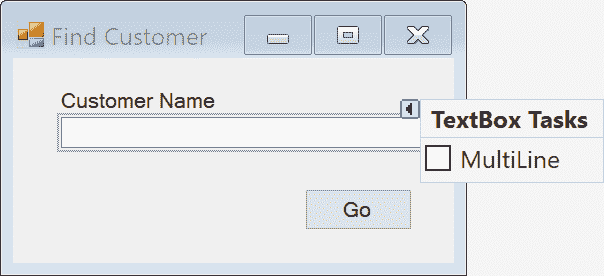 Find Customer
Customer Name
TextBox Tasks
MultiLine
Go